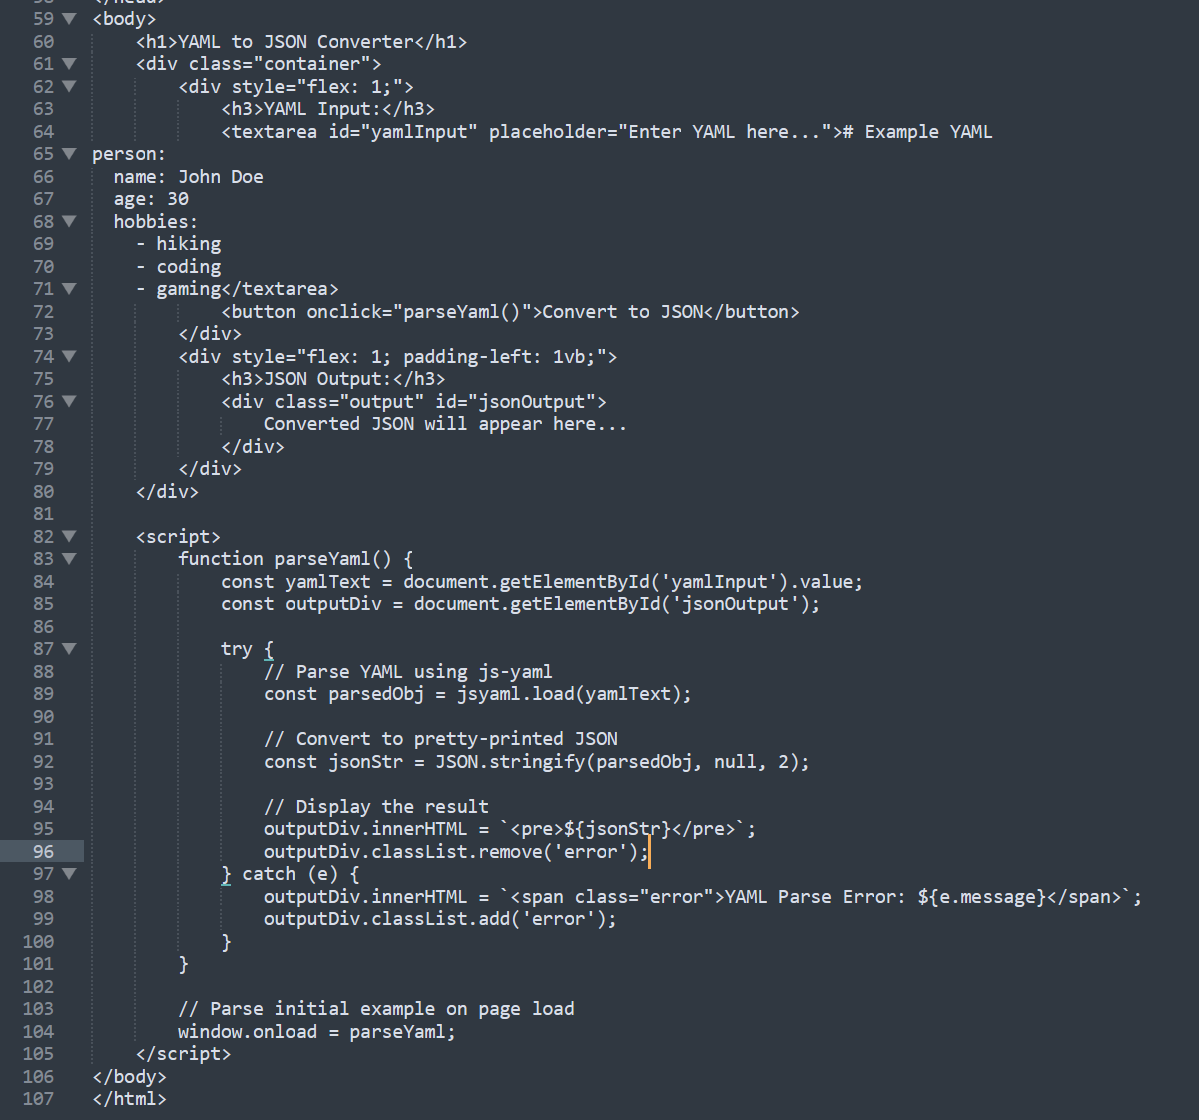 58 </head>
59 <body>
60     <h1>YAML to JSON Converter</h1>
61     <div class="container">
62         <div style="flex: 1;">
63             <h3>YAML Input:</h3>
64             <textarea id="yamlInput" placeholder="Enter YAML here..."># Example YAML
65 person:
66   name: John Doe
67   age: 30
68   hobbies:
69     - hiking
70     - coding
71     - gaming</textarea>
72             <button onclick="parseYaml()">Convert to JSON</button>
73         </div>
74         <div style="flex: 1; padding-left: 1vb;">
75             <h3>JSON Output:</h3>
76             <div class="output" id="jsonOutput">
77                 Converted JSON will appear here...
78             </div>
79         </div>
80     </div>
81
82     <script>
83         function parseYaml() {
84             const yamlText = document.getElementById('yamlInput').value;
85             const outputDiv = document.getElementById('jsonOutput');
86
87             try {
88                 // Parse YAML using js-yaml
89                 const parsedObj = jsyaml.load(yamlText);
90
91                 // Convert to pretty-printed JSON
92                 const jsonStr = JSON.stringify(parsedObj, null, 2);
93
94                 // Display the result
95                 outputDiv.innerHTML = `<pre>${jsonStr}</pre>`;
96                 outputDiv.classList.remove('error');
97             } catch (e) {
98                 outputDiv.innerHTML = `<span class="error">YAML Parse Error: ${e.message}</span>`;
99                 outputDiv.classList.add('error');
100             }
101         }
102
103         // Parse initial example on page load
104         window.onload = parseYaml;
105     </script>
106 </body>
107 </html>